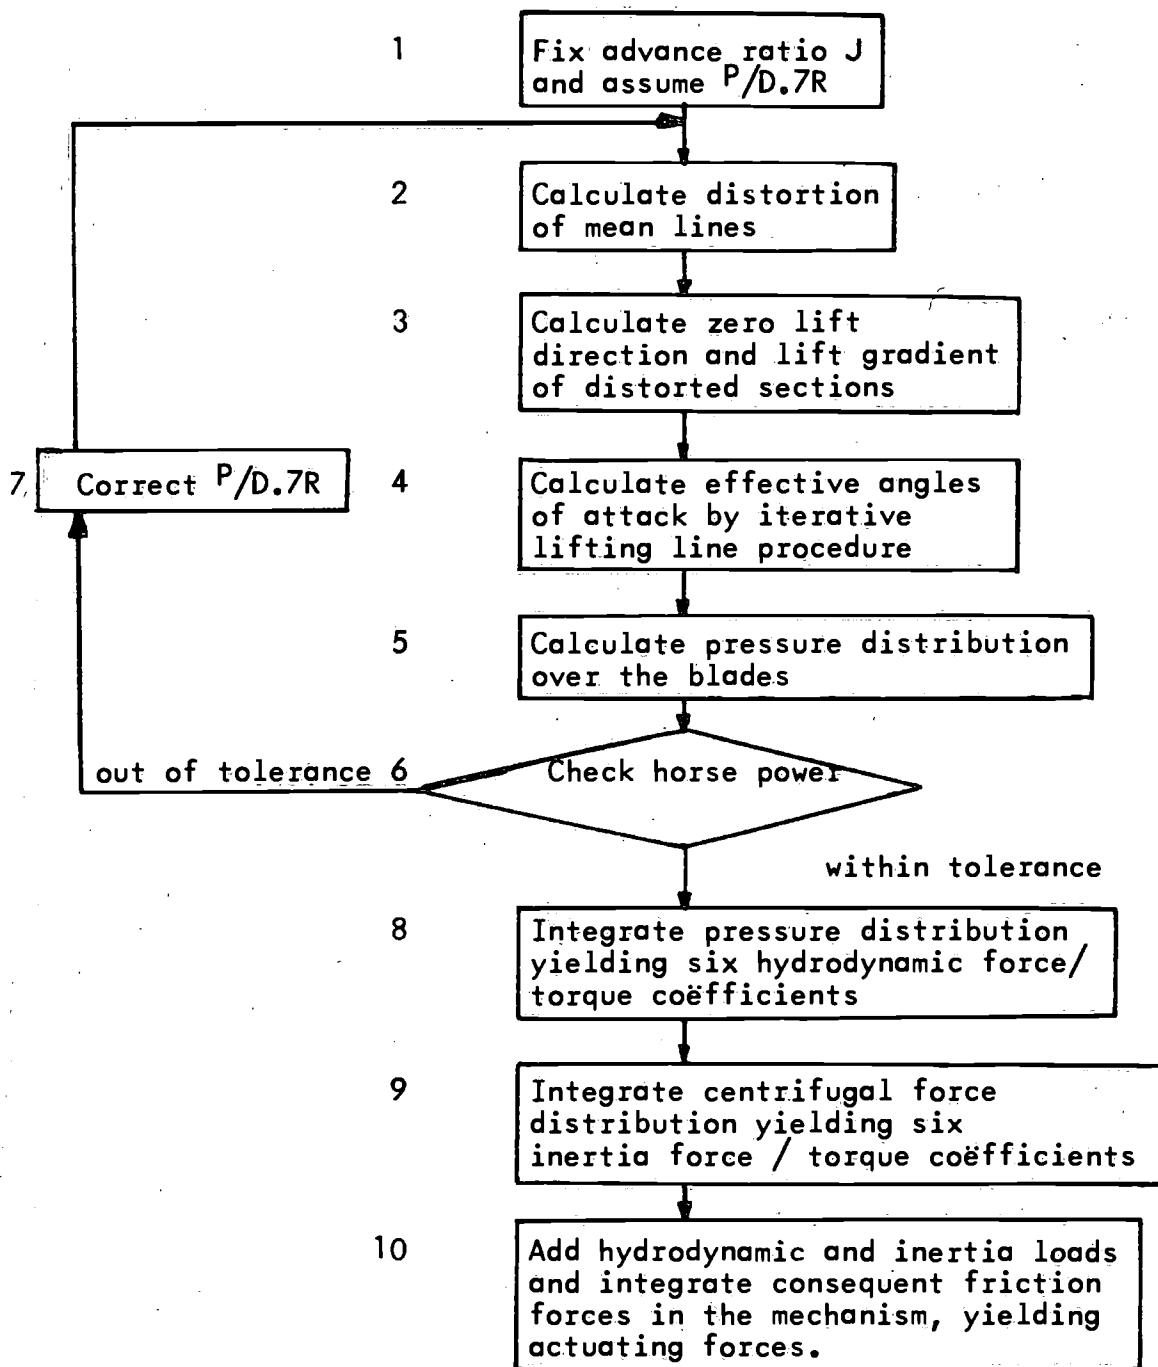 1
Fix advance ratio J
and assume P/D.7R
2
Calculate distortion
of mean lines
3
Calculate zero lift
direction and lift gradient
of distorted sections
7
Correct P/D.7R
4
Calculate effective angles
of attack by iterative
lifting line procedure
5
Calculate pressure distribution
over the blades
out of tolerance 6
Check horse power
within tolerance
8
Integrate pressure distribution
yielding six hydrodynamic force/
torque coëfficients
9
Integrate centrifugal force
distribution yielding six
inertia force / torque coëfficients
10
Add hydrodynamic and inertia loads
and integrate consequent friction
forces in the mechanism, yielding
actuating forces.